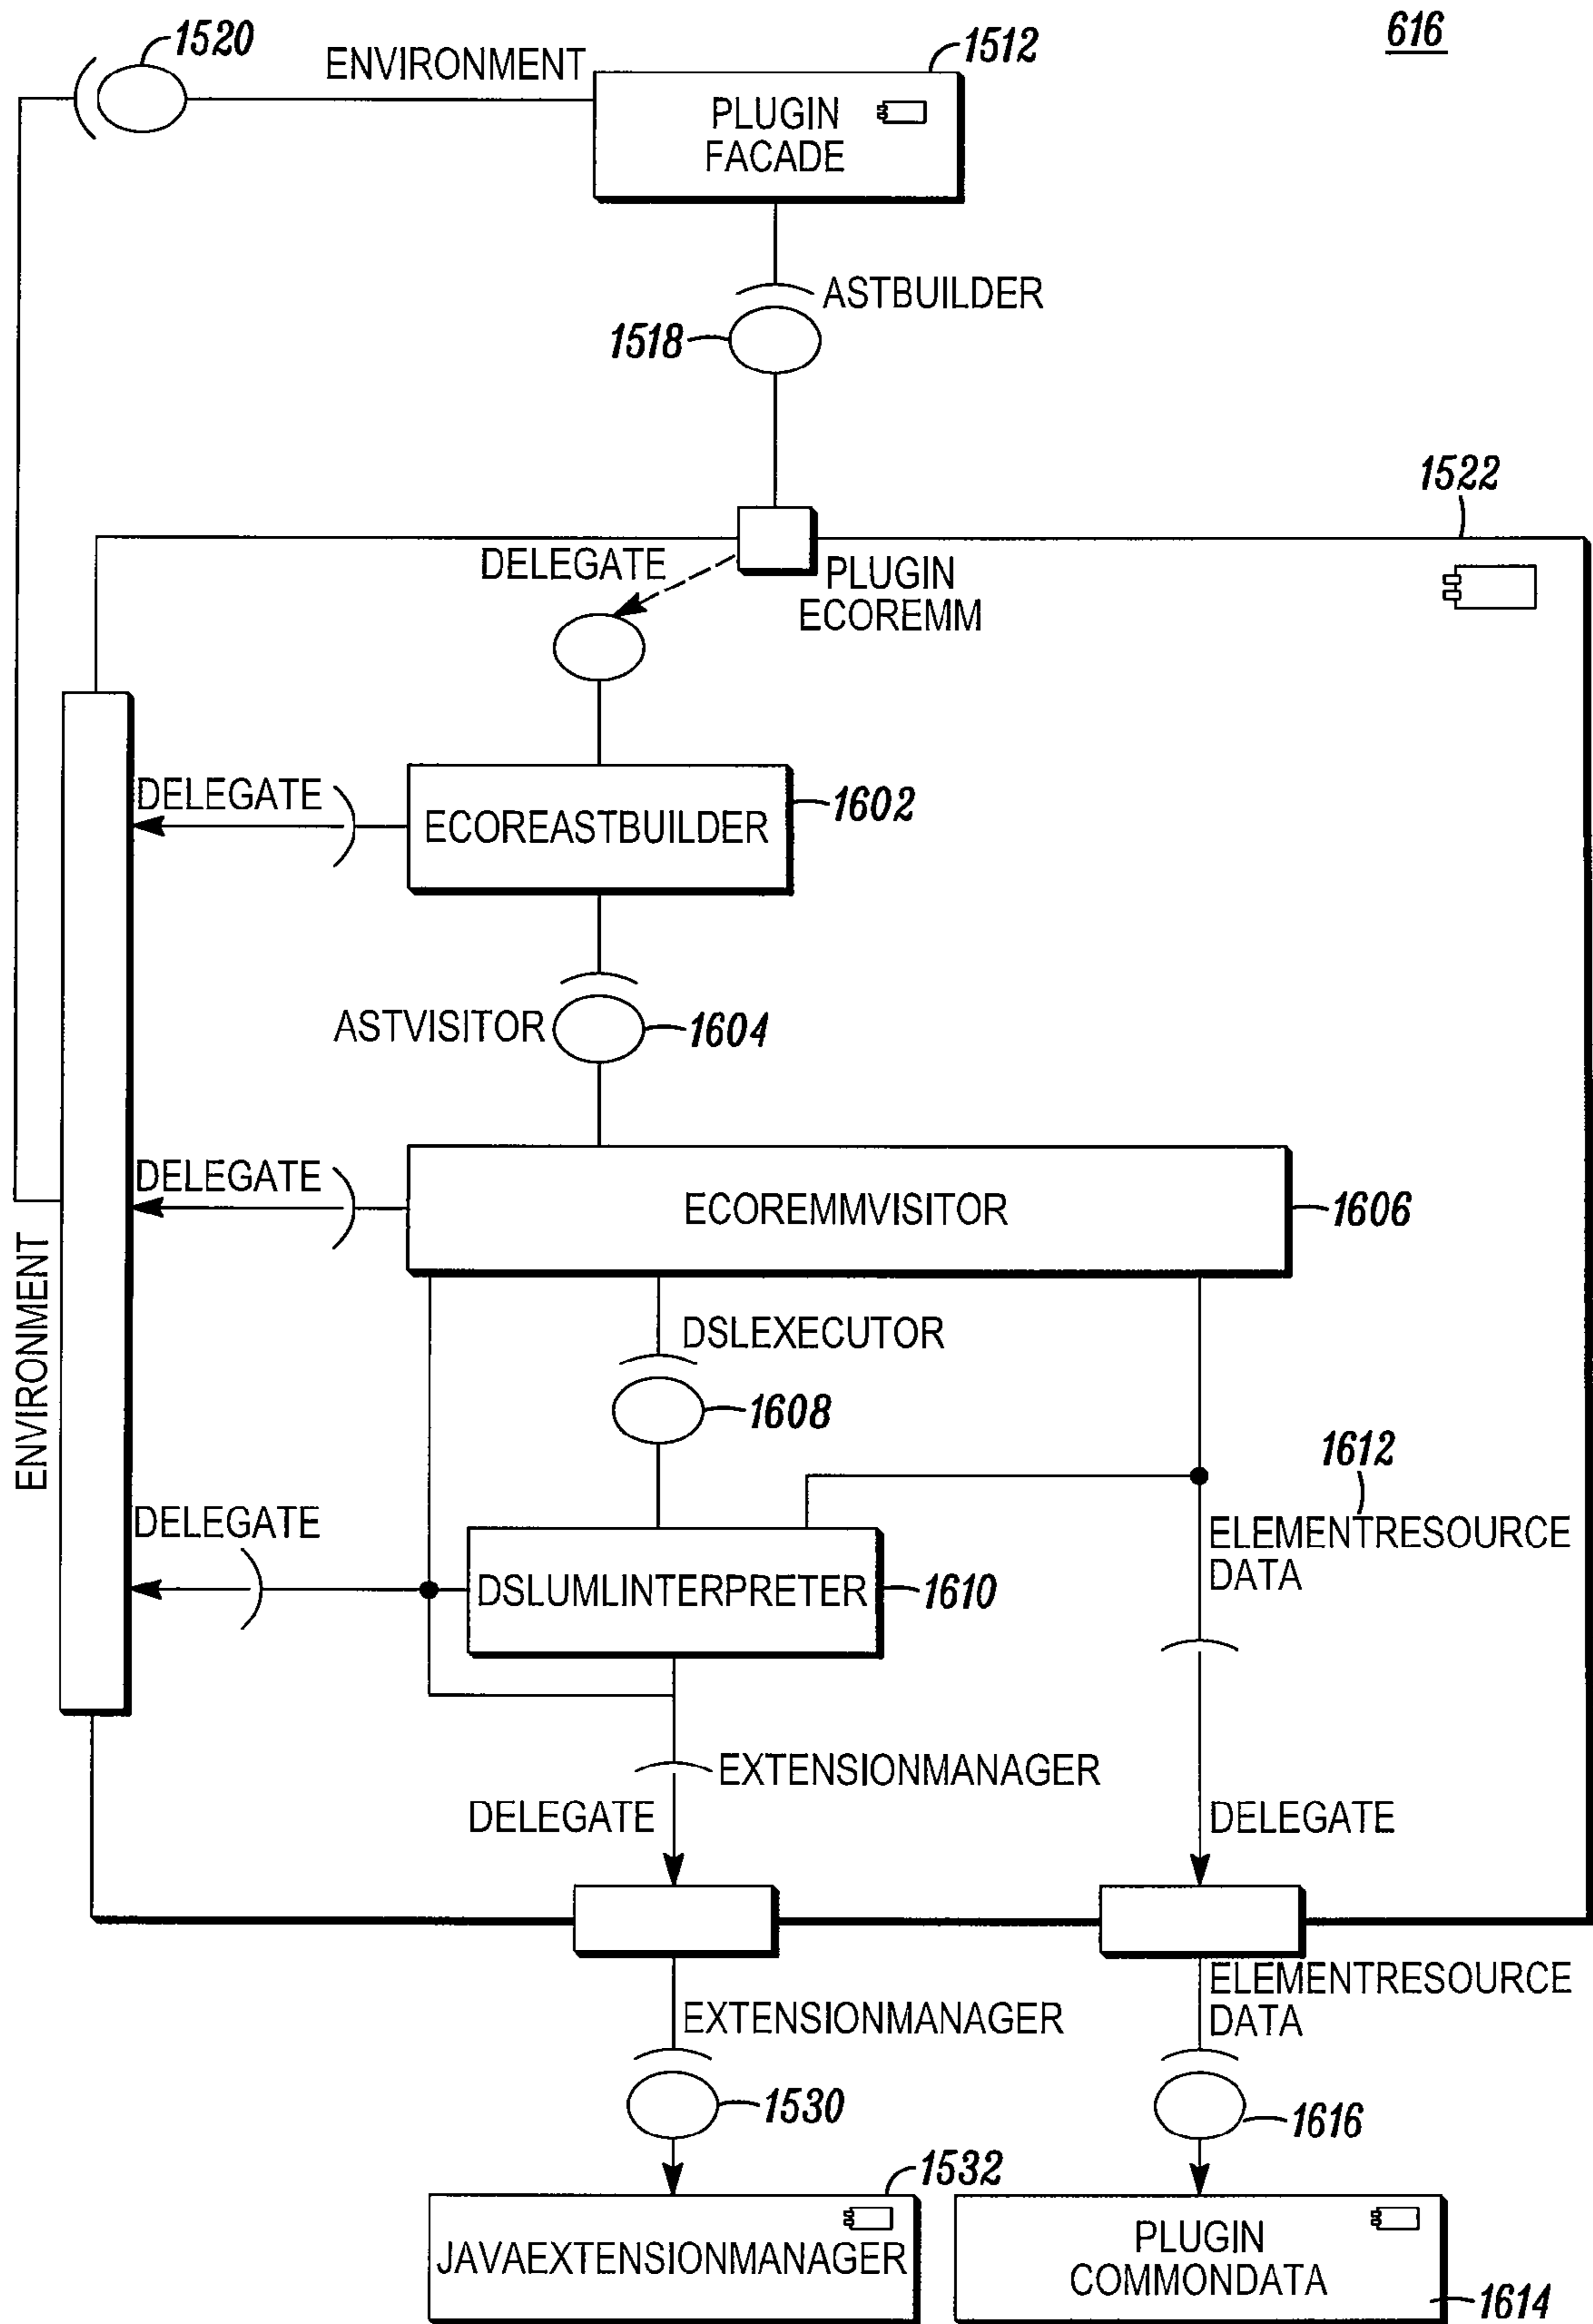 616
1520
ENVIRONMENT
1512
PLUGIN
FACADE
ASTBUILDER
1518
1522
DELEGATE
PLUGIN
ECOREMM
DELEGATE
ECOREASTBUILDER
1602
ASTVISITOR
1604
DELEGATE
ECOREMMVISITOR
1606
ENVIRONMENT
DSLEXECUTOR
1608
1612
ELEMENTRESOURCE
DATA
DELEGATE
DSLUMLINTERPRETER
1610
EXTENSIONMANAGER
DELEGATE
DELEGATE
ELEMENTRESOURCE
DATA
EXTENSIONMANAGER
1530
1616
1532
JAVAEXTENSIONMANAGER
PLUGIN
COMMONDATA
1614